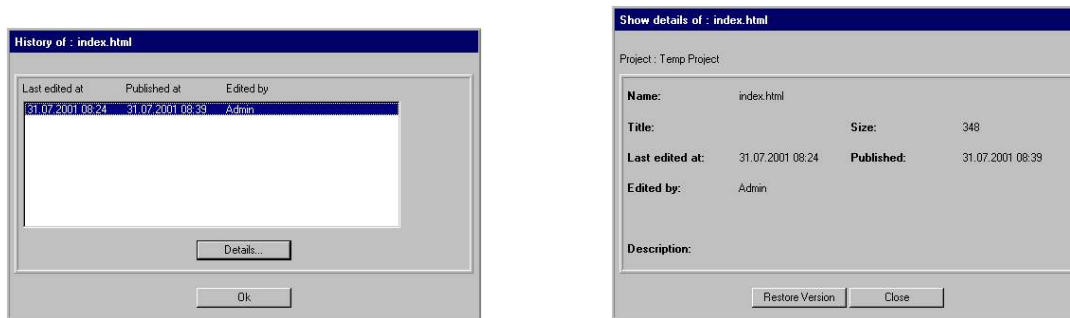 History of : index.html
Last edited at Published at Edited by
31.07.2001 08:24 31.07.2001 08:39 Admin
Details...
Ok
Show details of : index.html
Project : Temp Project
Name: index.html
Title: Size: 348
Last edited at: 31.07.2001 08:24 Published: 31.07.2001 08:39
Edited by: Admin
Description:
Restore Version Close